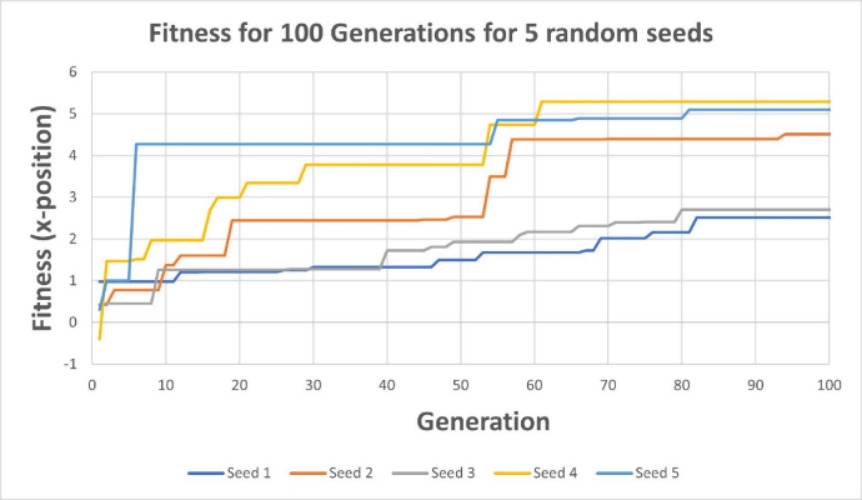 Fitness for 100 Generations for 5 random seeds
Fitness (x-position)
6
5
4
3
2
1
0
-1
0 10 20 30 40 50 60 70 80 90 100
Generation
Seed 1 Seed 2 Seed 3 Seed 4 Seed 5